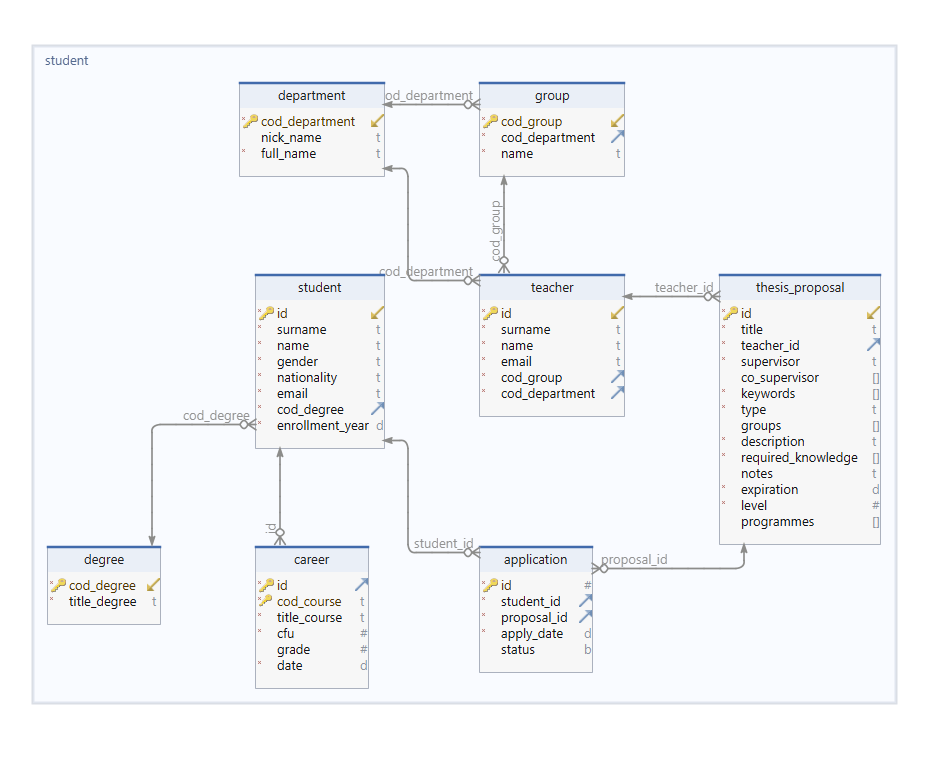 student
department
cod_department
nick_name t
full_name t
od_department
group
cod_group
cod_department
name t
cod_group
cod_department
student
id
surname t
name t
gender t
nationality t
email t
cod_degree
enrollment_year d
teacher
id
surname t
name t
email t
cod_group
cod_department
teacher_id
thesis_proposal
id
title t
teacher_id
supervisor t
co_supervisor []
keywords []
type t
groups []
description t
required_knowledge []
notes t
expiration d
level #
programmes []
cod_degree
id
student_id
proposal_id
degree
cod_degree
title_degree t
career
id
cod_course t
title_course t
cfu #
grade #
date d
application
id #
student_id
proposal_id
apply_date d
status b